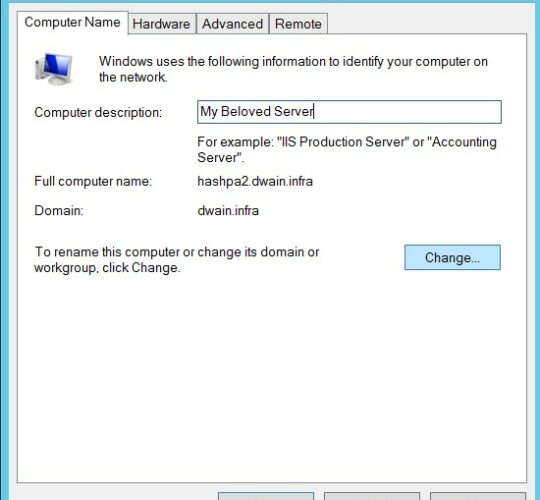 Computer Name Hardware Advanced Remote
Windows uses the following information to identify your computer on
the network.
Computer description: My Beloved Server
For example: "IIS Production Server" or "Accounting
Server".
Full computer name: hashpa2.dwain.infra
Domain: dwain.infra
To rename this computer or change its domain or
workgroup, click Change.
Change...